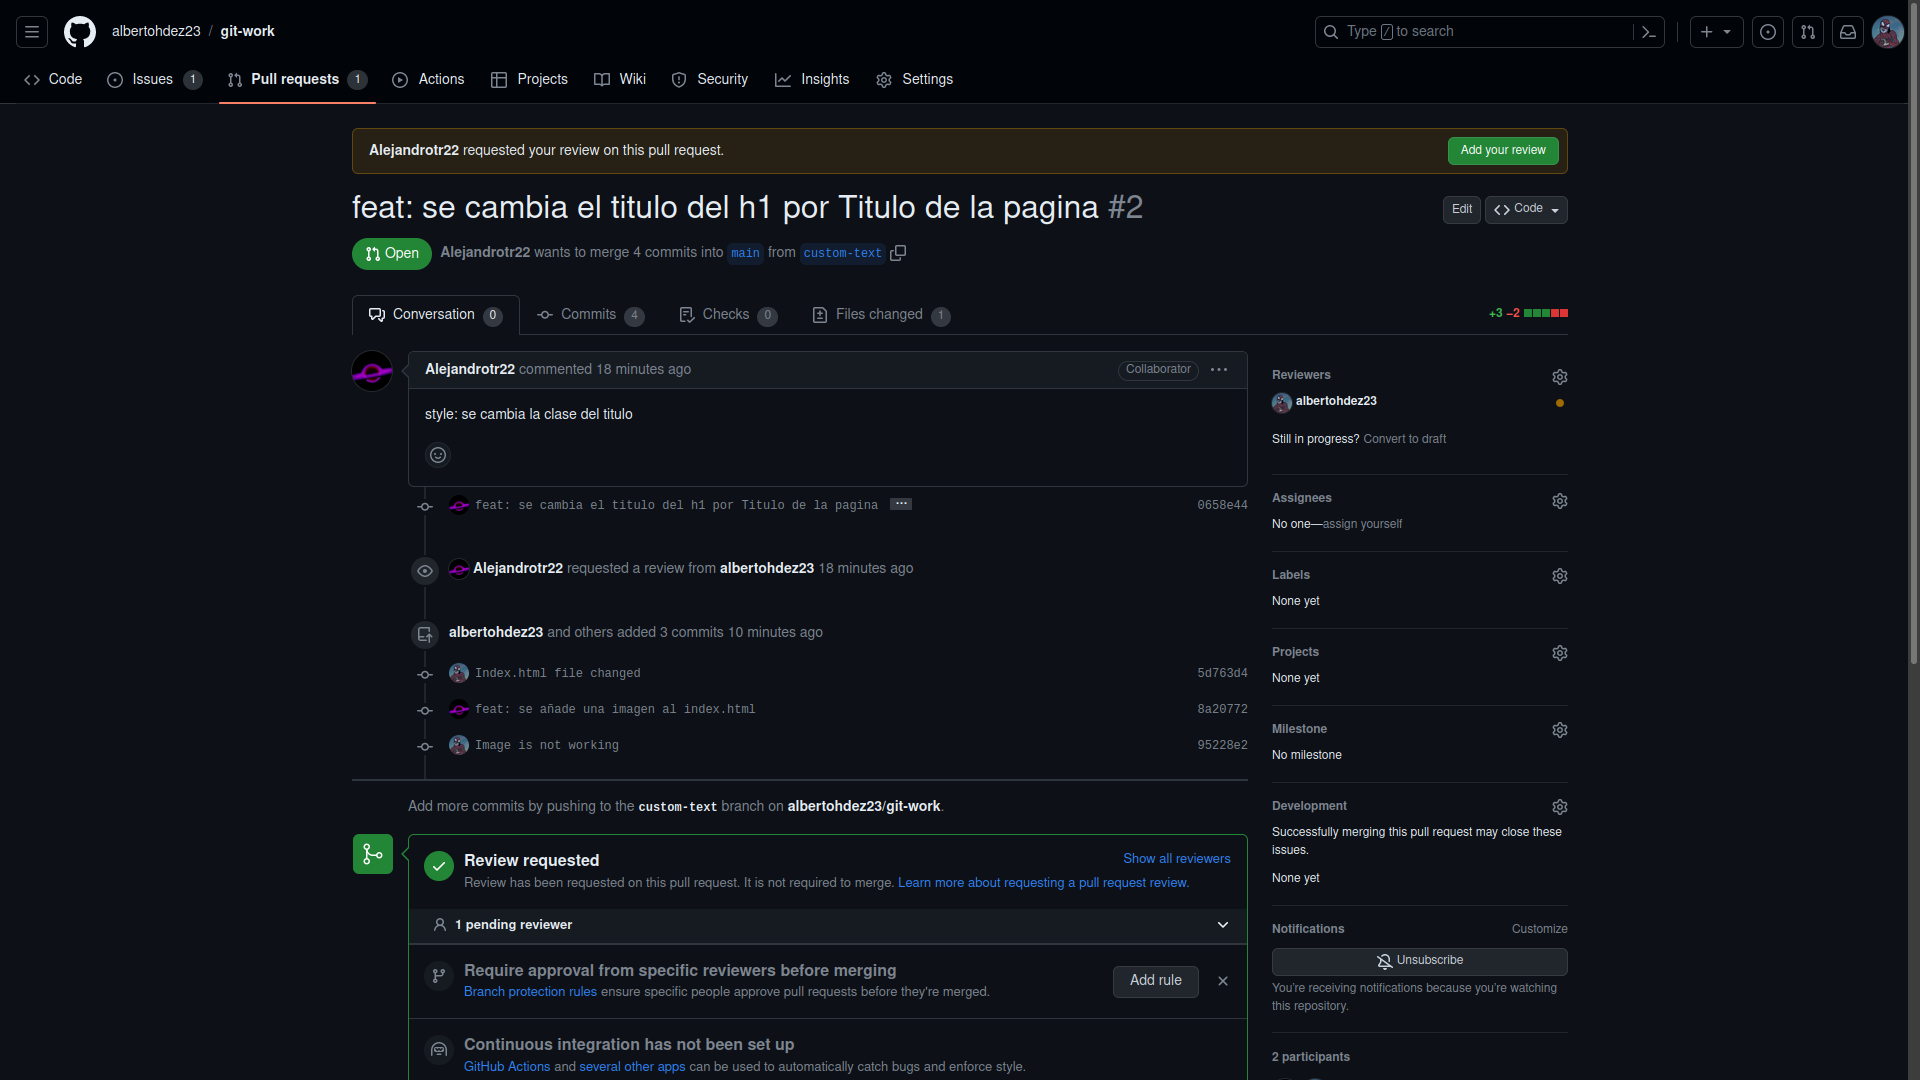 albertohdez23 / git-work
Type / to search
Code
Issues 1
Pull requests 1
Actions
Projects
Wiki
Security
Insights
Settings
Alejandrotr22 requested your review on this pull request.
Add your review
feat: se cambia el titulo del h1 por Titulo de la pagina #2
Edit
Code
Open
Alejandrotr22 wants to merge 4 commits into main from custom-text
Conversation 0
Commits 4
Checks 0
Files changed 1
+3 −2
Alejandrotr22 commented 18 minutes ago
Collaborator
style: se cambia la clase del titulo
feat: se cambia el titulo del h1 por Titulo de la pagina
0658e44
Alejandrotr22 requested a review from albertohdez23 18 minutes ago
albertohdez23 and others added 3 commits 10 minutes ago
Index.html file changed
5d763d4
feat: se añade una imagen al index.html
8a20772
Image is not working
95228e2
Add more commits by pushing to the custom-text branch on albertohdez23/git-work.
Review requested
Show all reviewers
Review has been requested on this pull request. It is not required to merge. Learn more about requesting a pull request review.
1 pending reviewer
Require approval from specific reviewers before merging
Branch protection rules ensure specific people approve pull requests before they're merged.
Add rule
Continuous integration has not been set up
GitHub Actions and several other apps can be used to automatically catch bugs and enforce style.
Reviewers
albertohdez23
Still in progress? Convert to draft
Assignees
No one—assign yourself
Labels
None yet
Projects
None yet
Milestone
No milestone
Development
Successfully merging this pull request may close these
issues.
None yet
Notifications
Customize
Unsubscribe
You're receiving notifications because you're watching
this repository.
2 participants